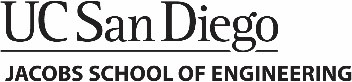 UC San Diego
JACOBS SCHOOL OF ENGINEERING